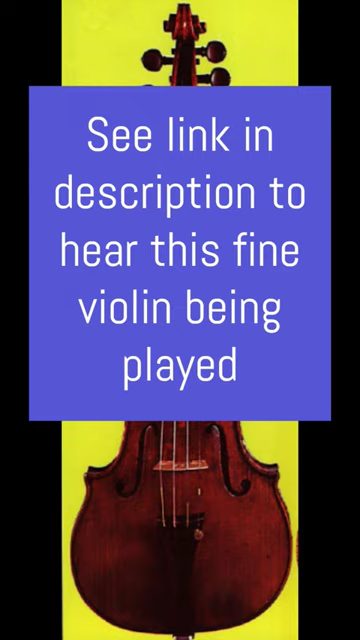 See link in
description to
hear this fine
violin being
played